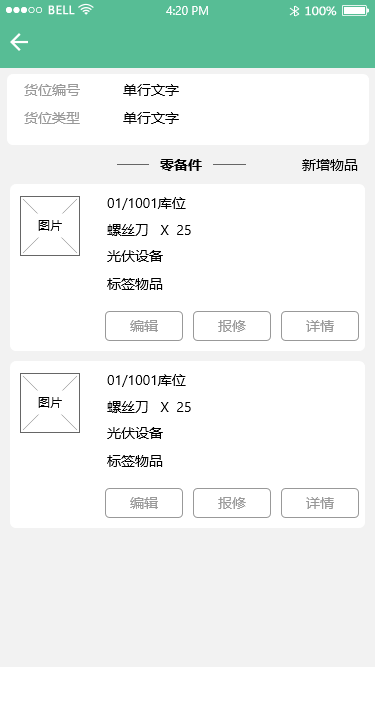 BELL 4:20 PM 100%
货位编号 单行文字
货位类型 单行文字
零备件 新增物品
01/1001库位
图片 螺丝刀 X 25
光伏设备
标签物品
编辑 报修 详情
01/1001库位
图片 螺丝刀 X 25
光伏设备
标签物品
编辑 报修 详情